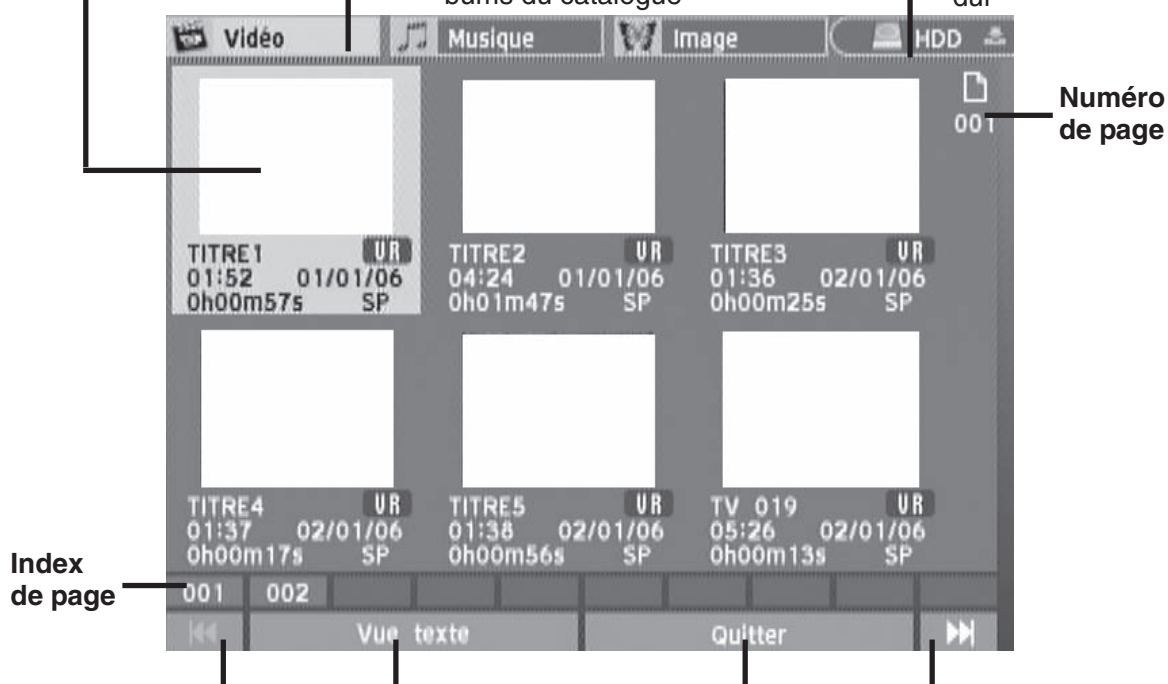 bums du catalogue
dur
Vidéo Musique Image HDD
001
Numéro
de page
TITRE1 VR
01:52 01/01/06
0h00m57s SP
TITRE2 VR
04:24 01/01/06
0h01m47s SP
TITRE3 VR
01:36 02/01/06
0h00m25s SP
TITRE4 VR
01:37 02/01/06
0h00m17s SP
TITRE5 VR
01:38 02/01/06
0h00m56s SP
TV 019 VR
05:26 02/01/06
0h00m13s SP
Index
de page
001 002
Vue texte Quitter